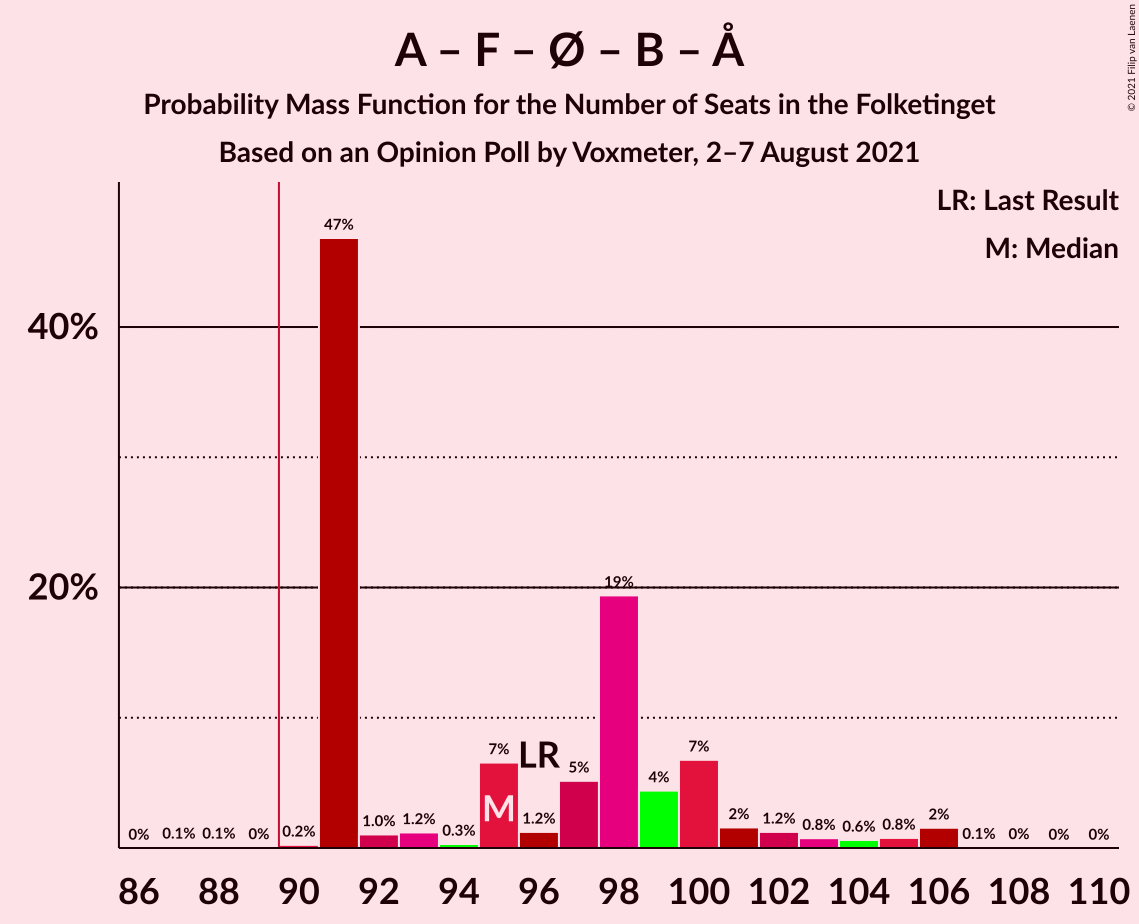 A – F – Ø – B – Å
Probability Mass Function for the Number of Seats in the Folketinget
Based on an Opinion Poll by Voxmeter, 2–7 August 2021
© 2021 Filip van Laenen
LR: Last Result
M: Median
47%
40%
20%
19%
7% LR 5% 4% 7%
M
0% 0.1% 0.1% 0% 0.2% 1.0% 1.2% 0.3% 1.2% 2% 1.2% 0.8% 0.6% 0.8% 2% 0.1% 0% 0% 0%
86 88 90 92 94 96 98 100 102 104 106 108 110